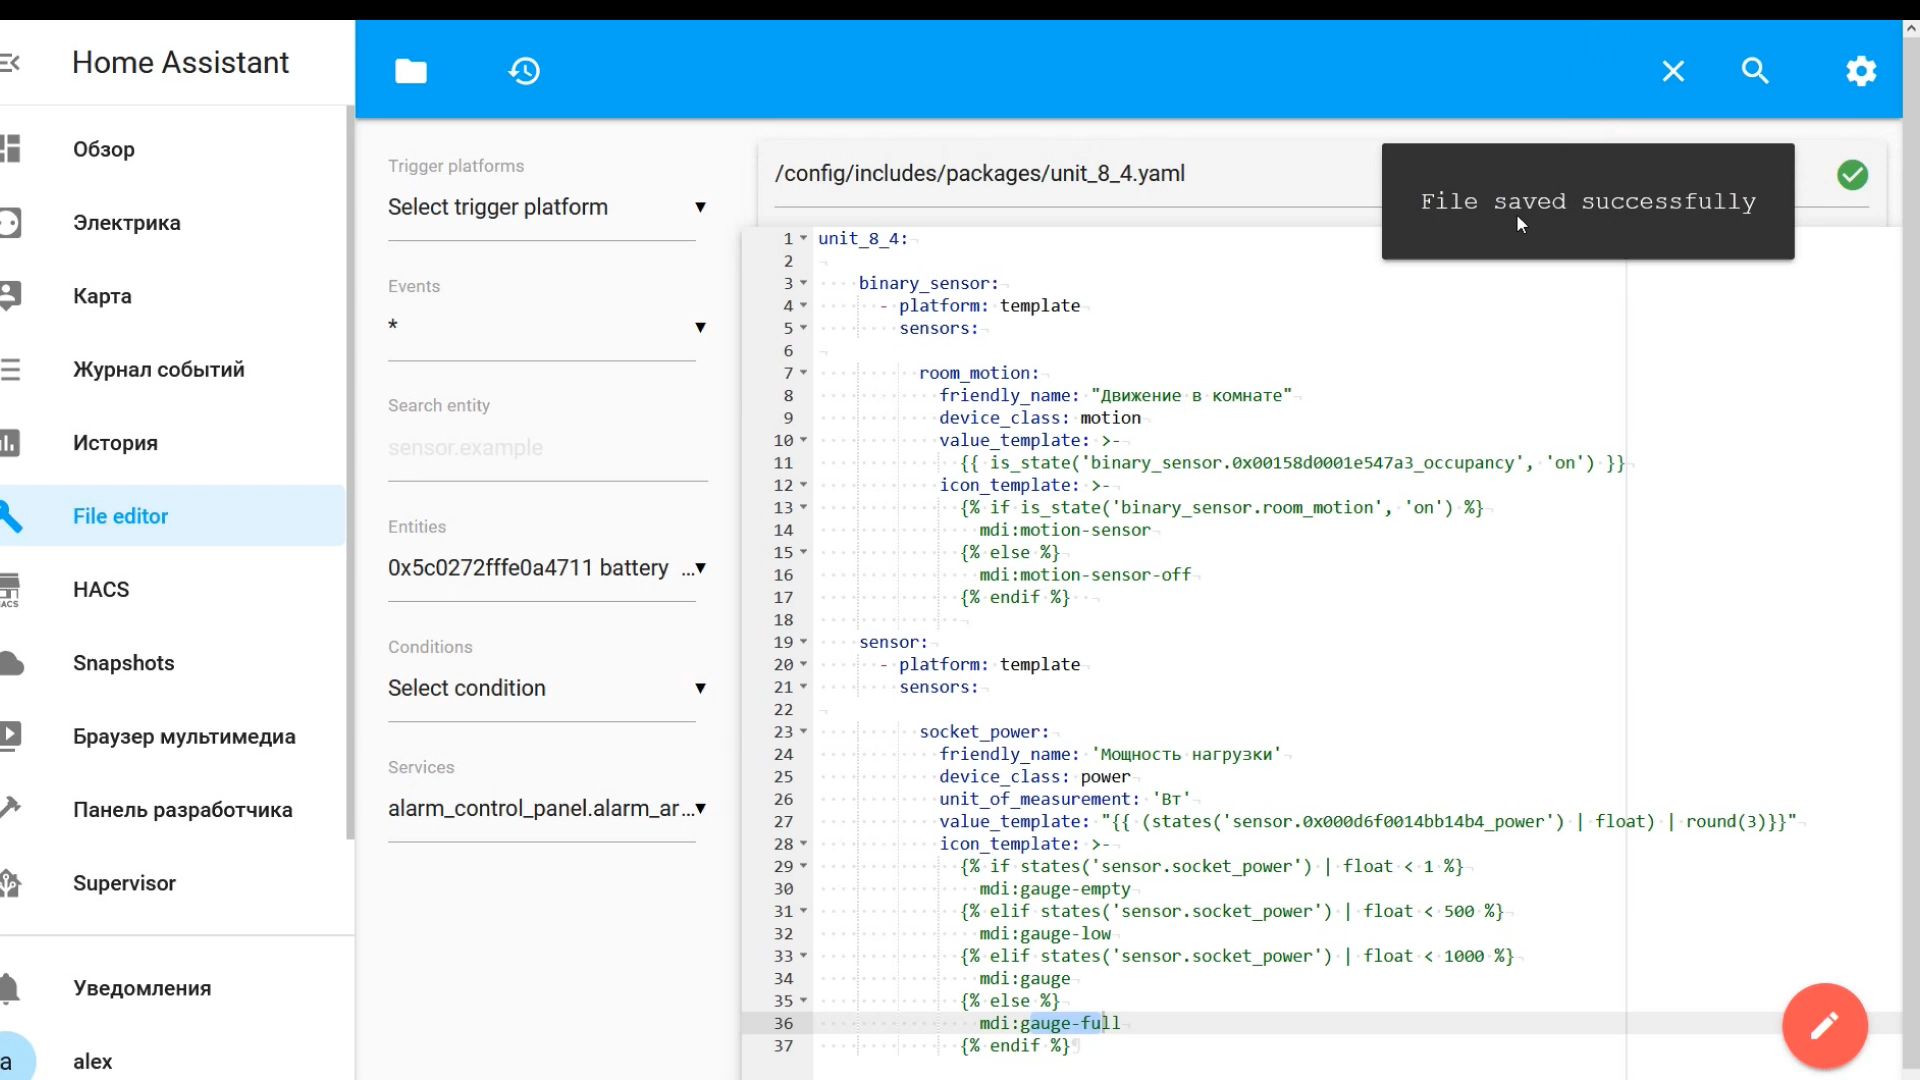 Home Assistant
Обзор
Электрика
Карта
Журнал событий
История
File editor
HACS
HACS
Snapshots
Браузер мультимедиа
Панель разработчика
Supervisor
Уведомления
a
alex
Trigger platforms
Select trigger platform
Events
*
Search entity
sensor.example
Entities
0x5c0272fffe0a4711 battery ...
Conditions
Select condition
Services
alarm_control_panel.alarm_ar...
/config/includes/packages/unit_8_4.yaml
File saved successfully
1 unit_8_4:
2
3 binary_sensor:
4 - platform: template
5 sensors:
6
7 room_motion:
8 friendly_name: "Движение в комнате"
9 device_class: motion
10 value_template: >-
11 {{ is_state('binary_sensor.0x00158d0001e547a3_occupancy', 'on') }}
12 icon_template: >-
13 {% if is_state('binary_sensor.room_motion', 'on') %}
14 mdi:motion-sensor
15 {% else %}
16 mdi:motion-sensor-off
17 {% endif %}
18
19 sensor:
20 - platform: template
21 sensors:
22
23 socket_power:
24 friendly_name: 'Мощность нагрузки'
25 device_class: power
26 unit_of_measurement: 'Вт'
27 value_template: "{{ (states('sensor.0x000d6f0014bb14b4_power') | float) | round(3)}}"
28 icon_template: >-
29 {% if states('sensor.socket_power') | float < 1 %}
30 mdi:gauge-empty
31 {% elif states('sensor.socket_power') | float < 500 %}
32 mdi:gauge-low
33 {% elif states('sensor.socket_power') | float < 1000 %}
34 mdi:gauge
35 {% else %}
36 mdi:gauge-full
37 {% endif %}